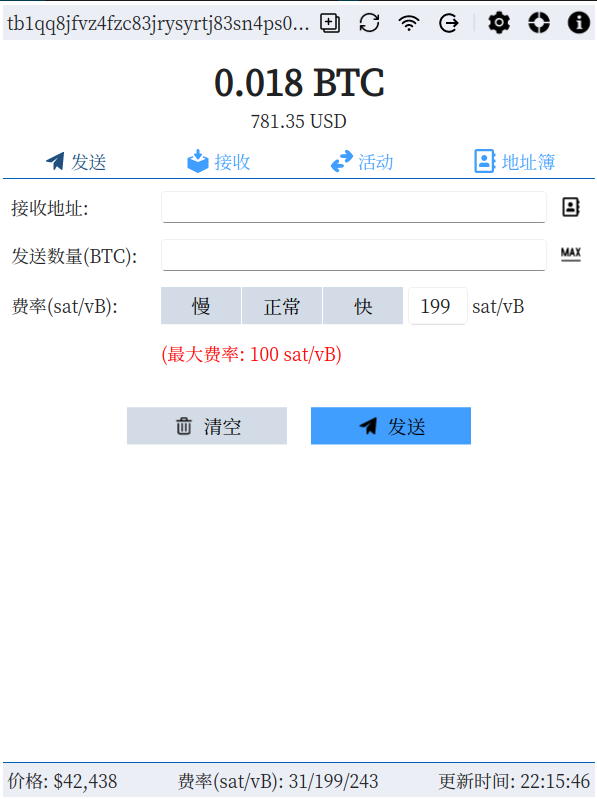 tb1qq8jfvz4fzc83jrysyrtj83sn4ps0...
0.018 BTC
781.35 USD
发送 接收 活动 地址簿
接收地址:
发送数量(BTC): MAX
费率(sat/vB): 慢 正常 快 199 sat/vB
(最大费率: 100 sat/vB)
清空 发送
价格: $42,438 费率(sat/vB): 31/199/243 更新时间: 22:15:46